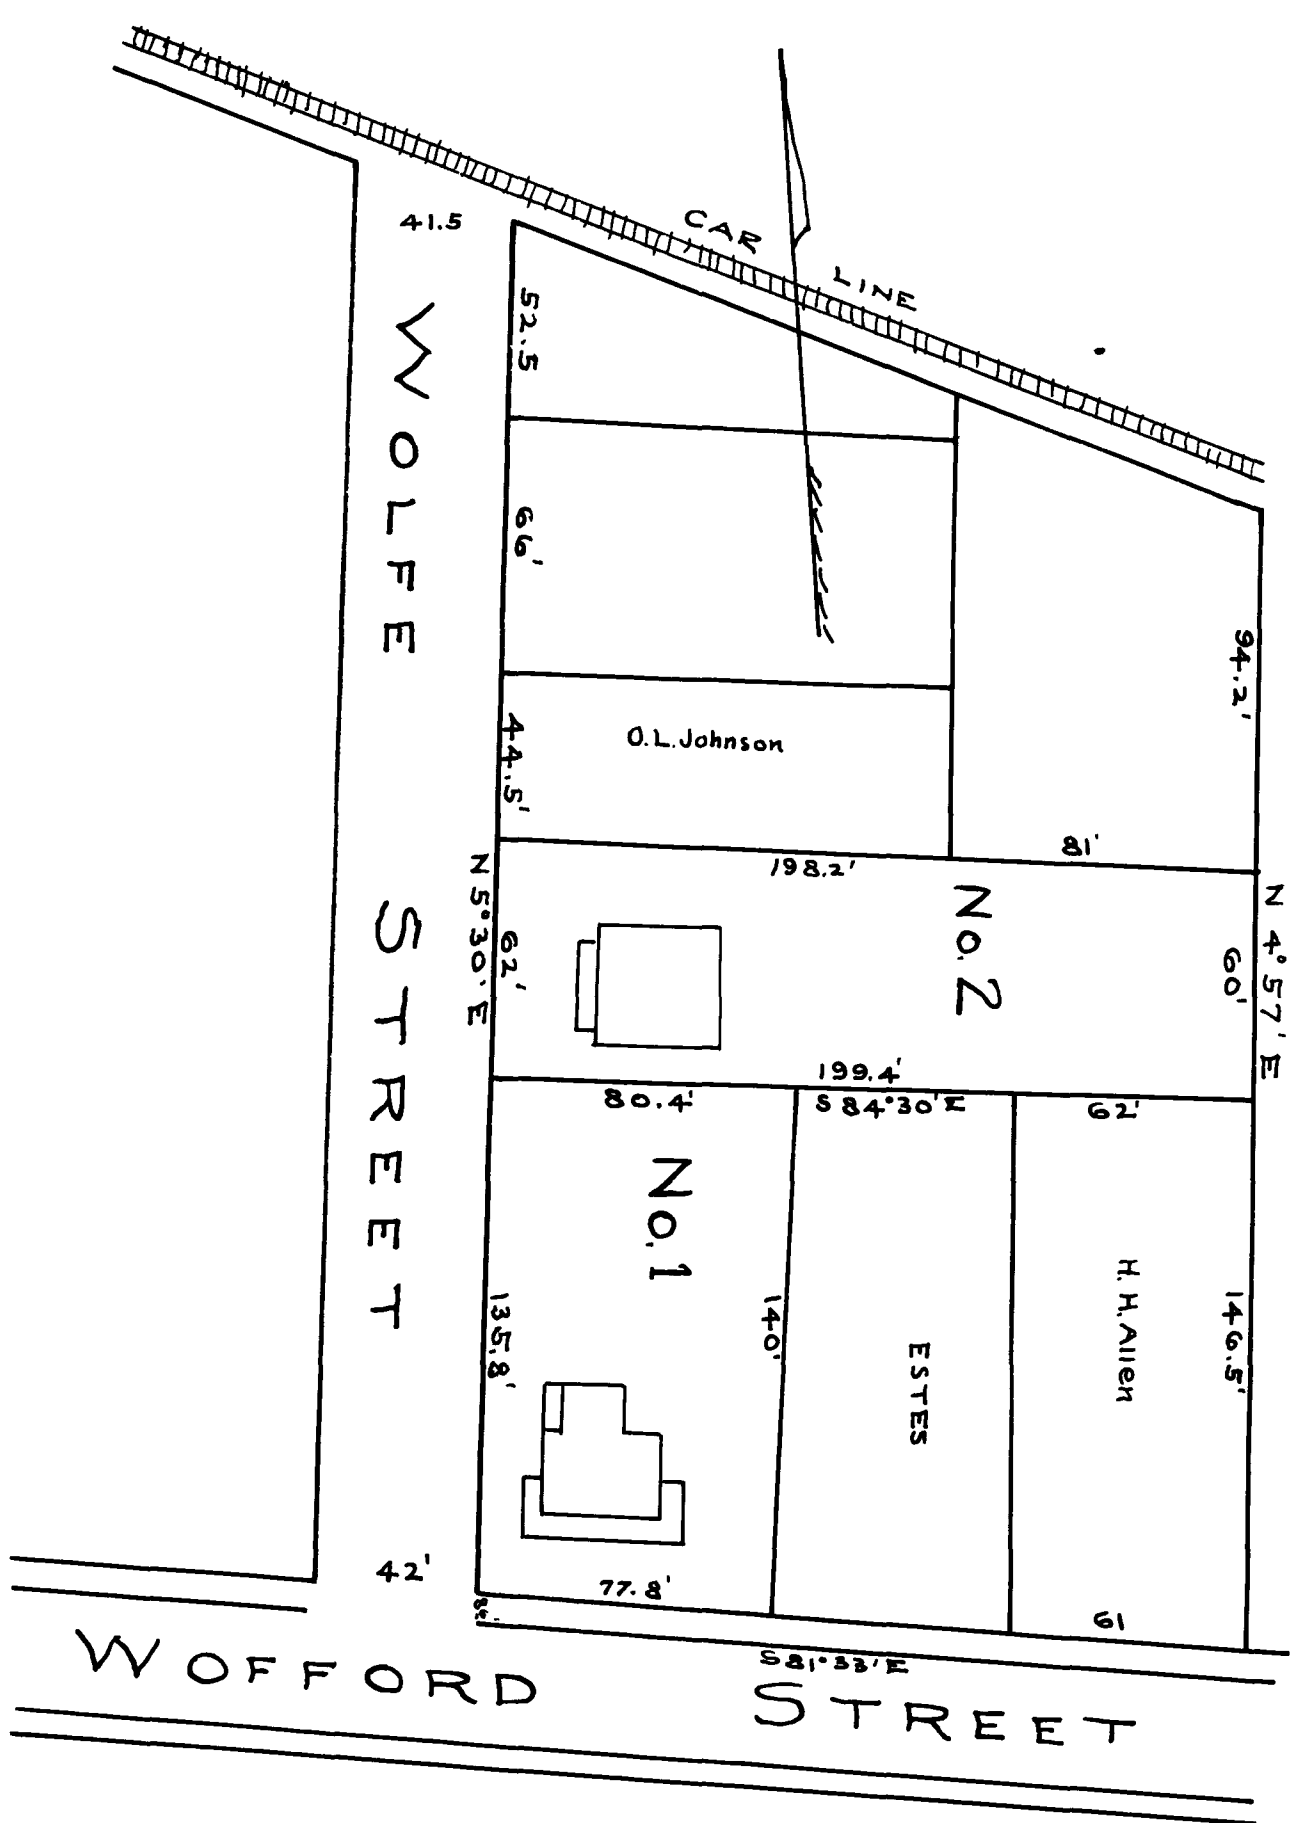 41.5
CAR LINE
WOLFE STREET
52.5
66'
44.5'
O.L. Johnson
94.2'
81'
198.2'
N 5°30' E
62'
No. 2
60'
N 4°57' E
199.4'
80.4'
S 84°30' E
62'
No. 1
135.8'
140'
ESTES
H. H. Allen
146.5'
42'
77.8'
61
S 81°33' E
WOFFORD STREET